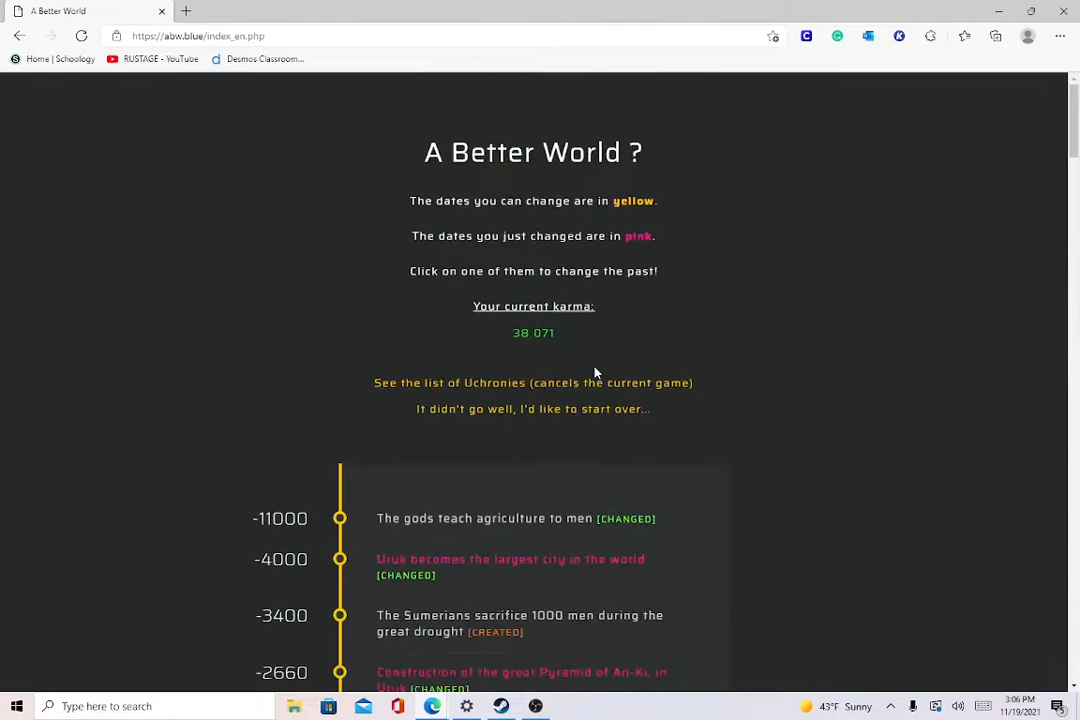 A Better World
https://abw.blue/index_en.php
Home | Schoology
RUSTAGE - YouTube
Desmos Classroom...
A Better World ?
The dates you can change are in yellow.
The dates you just changed are in pink.
Click on one of them to change the past!
Your current karma:
38 071
See the list of Uchronies (cancels the current game)
It didn't go well, I'd like to start over...
-11000 The gods teach agriculture to men [CHANGED]
-4000 Uruk becomes the largest city in the world
[CHANGED]
-3400 The Sumerians sacrifice 1000 men during the
great drought [CREATED]
-2660 Construction of the great Pyramid of An-Ki, in
Uruk [CHANGED]
Type here to search
43°F Sunny
3:06 PM
11/19/2021